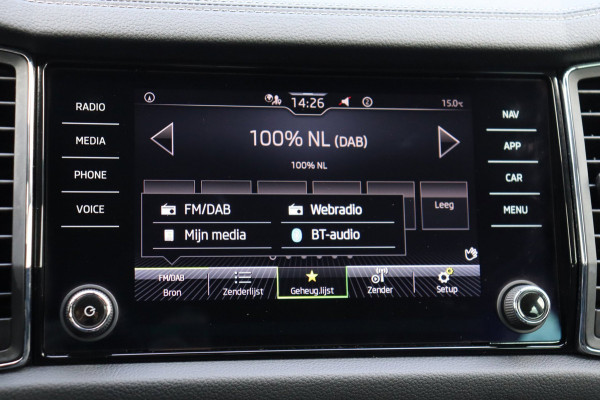 RADIO
MEDIA
PHONE
VOICE
14:26
2
15.0°C
100% NL (DAB)
100% NL
Leeg
FM/DAB
Webradio
Mijn media
BT-audio
FM/DAB
Bron
Zenderlijst
Geheug.lijst
Zender
Setup
NAV
APP
CAR
MENU